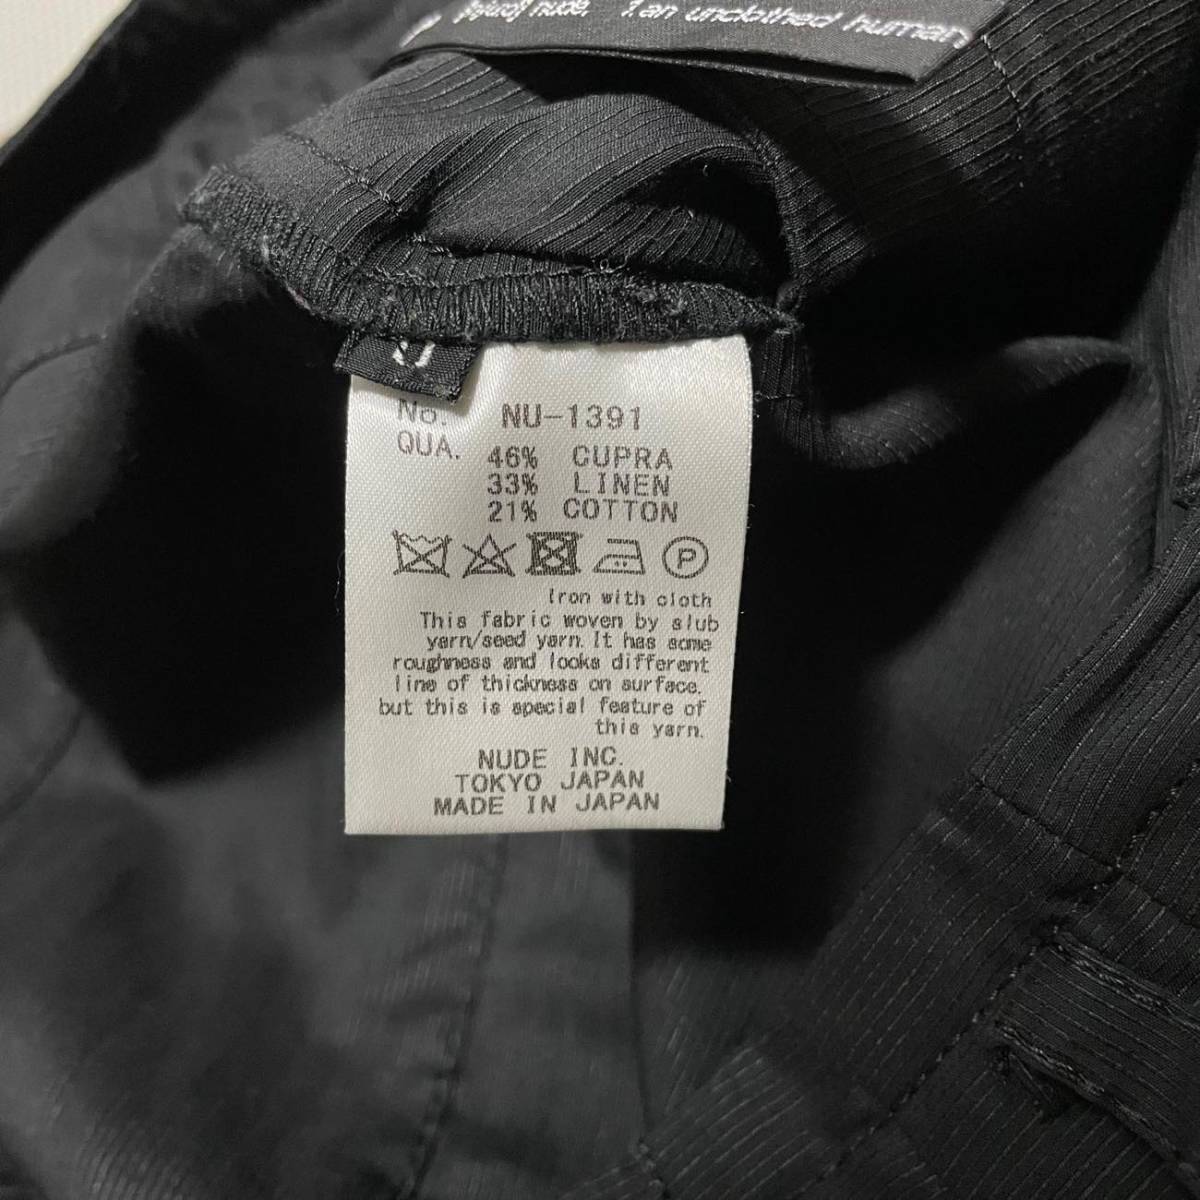 nude. 1.an unclothed human
No. NU-1391
QUA. 46% CUPRA
33% LINEN
21% COTTON
P
Iron with cloth
This fabric woven by slub
yarn/seed yarn. It has some
roughness and looks different
line of thickness on surface.
but this is special feature of
this yarn.
NUDE INC.
TOKYO JAPAN
MADE IN JAPAN